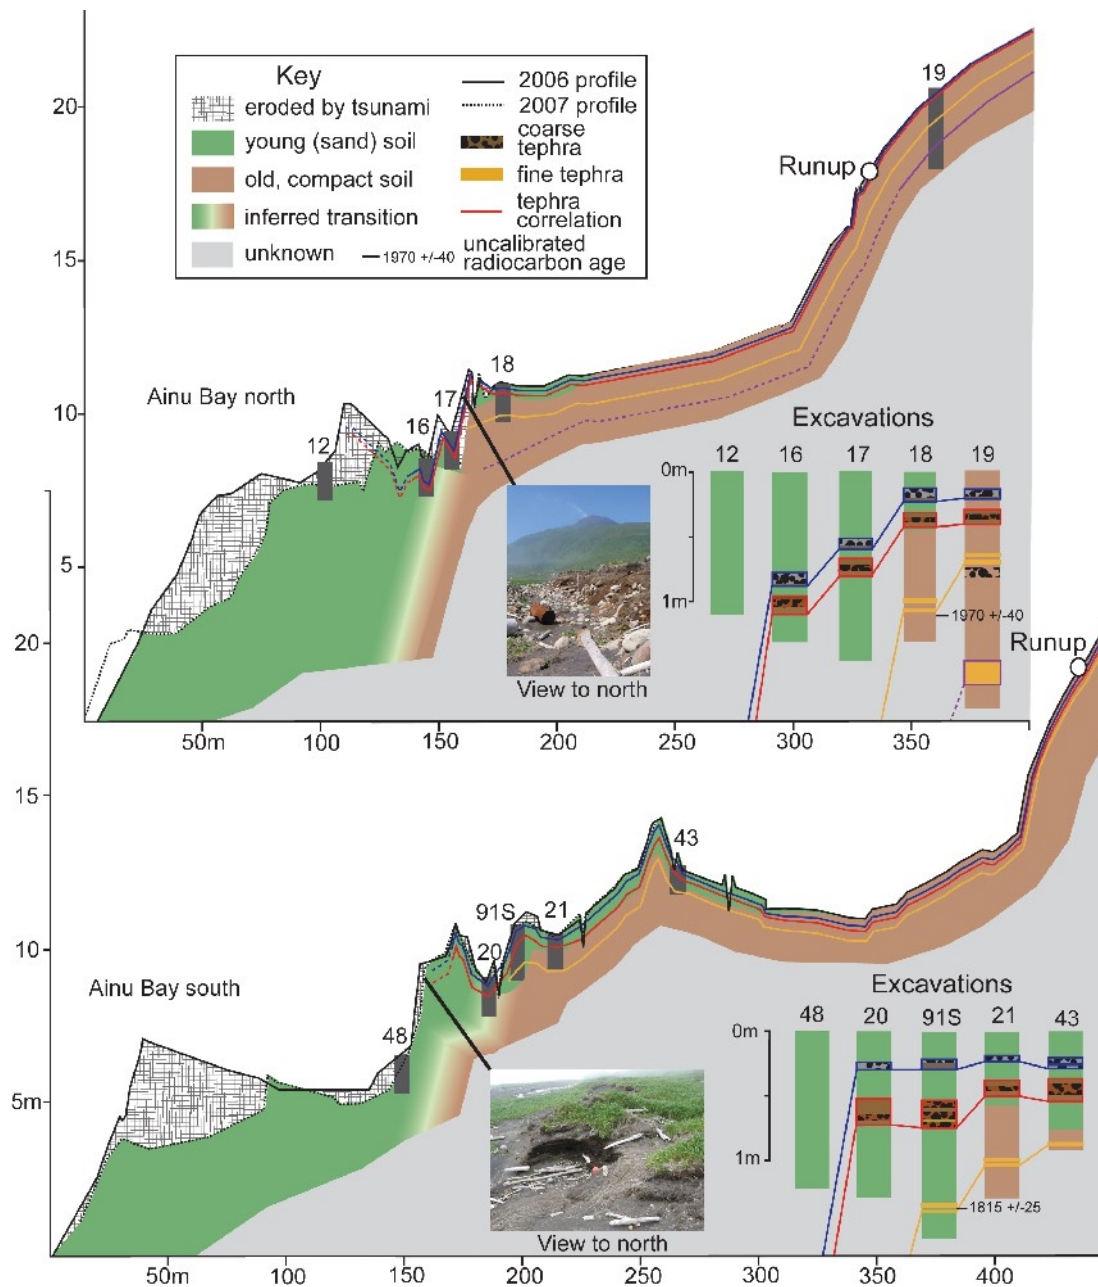 Key
eroded by tsunami
young (sand) soil
old, compact soil
inferred transition
unknown
2006 profile
2007 profile
coarse
tephra
fine tephra
tephra
correlation
1970 +/-40
uncalibrated
radiocarbon age
20
15
10
5
20
Ainu Bay north
12
16
17
18
19
Runup
View to north
Excavations
12
16
17
18
19
0m
1m
1970 +/-40
Runup
50m
100
150
200
250
300
350
15
10
5m
Ainu Bay south
48
20
91S
21
43
View to north
Excavations
48
20
91S
21
43
0m
1m
1815 +/-25
50m
100
150
200
250
300
350
400